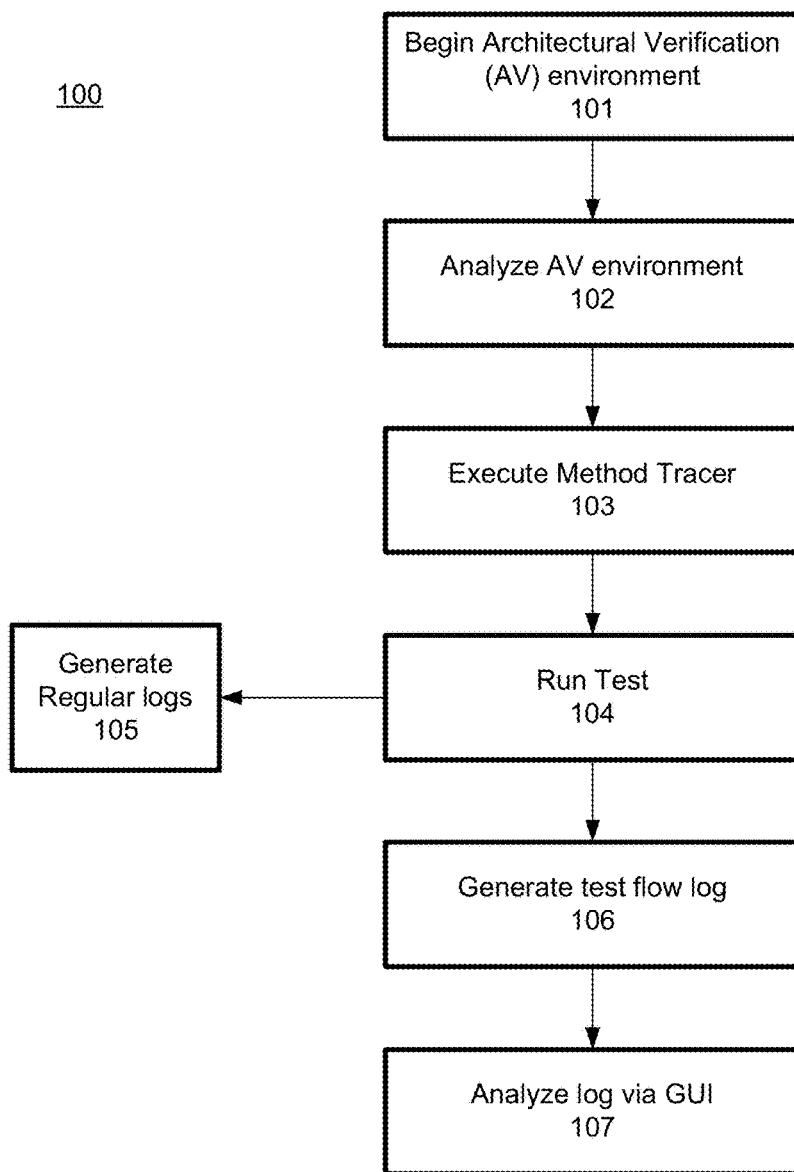 100
Begin Architectural Verification
(AV) environment
101
Analyze AV environment
102
Execute Method Tracer
103
Run Test
104
Generate
Regular logs
105
Generate test flow log
106
Analyze log via GUI
107